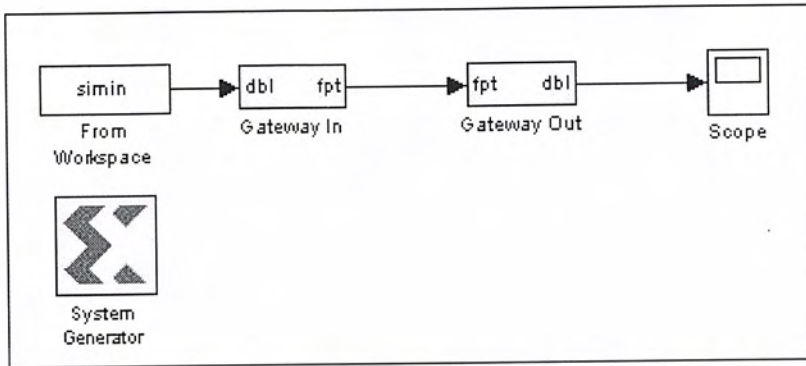 simin
dbl fpt
fpt dbl
From
Workspace
Gateway In
Gateway Out
Scope
System
Generator